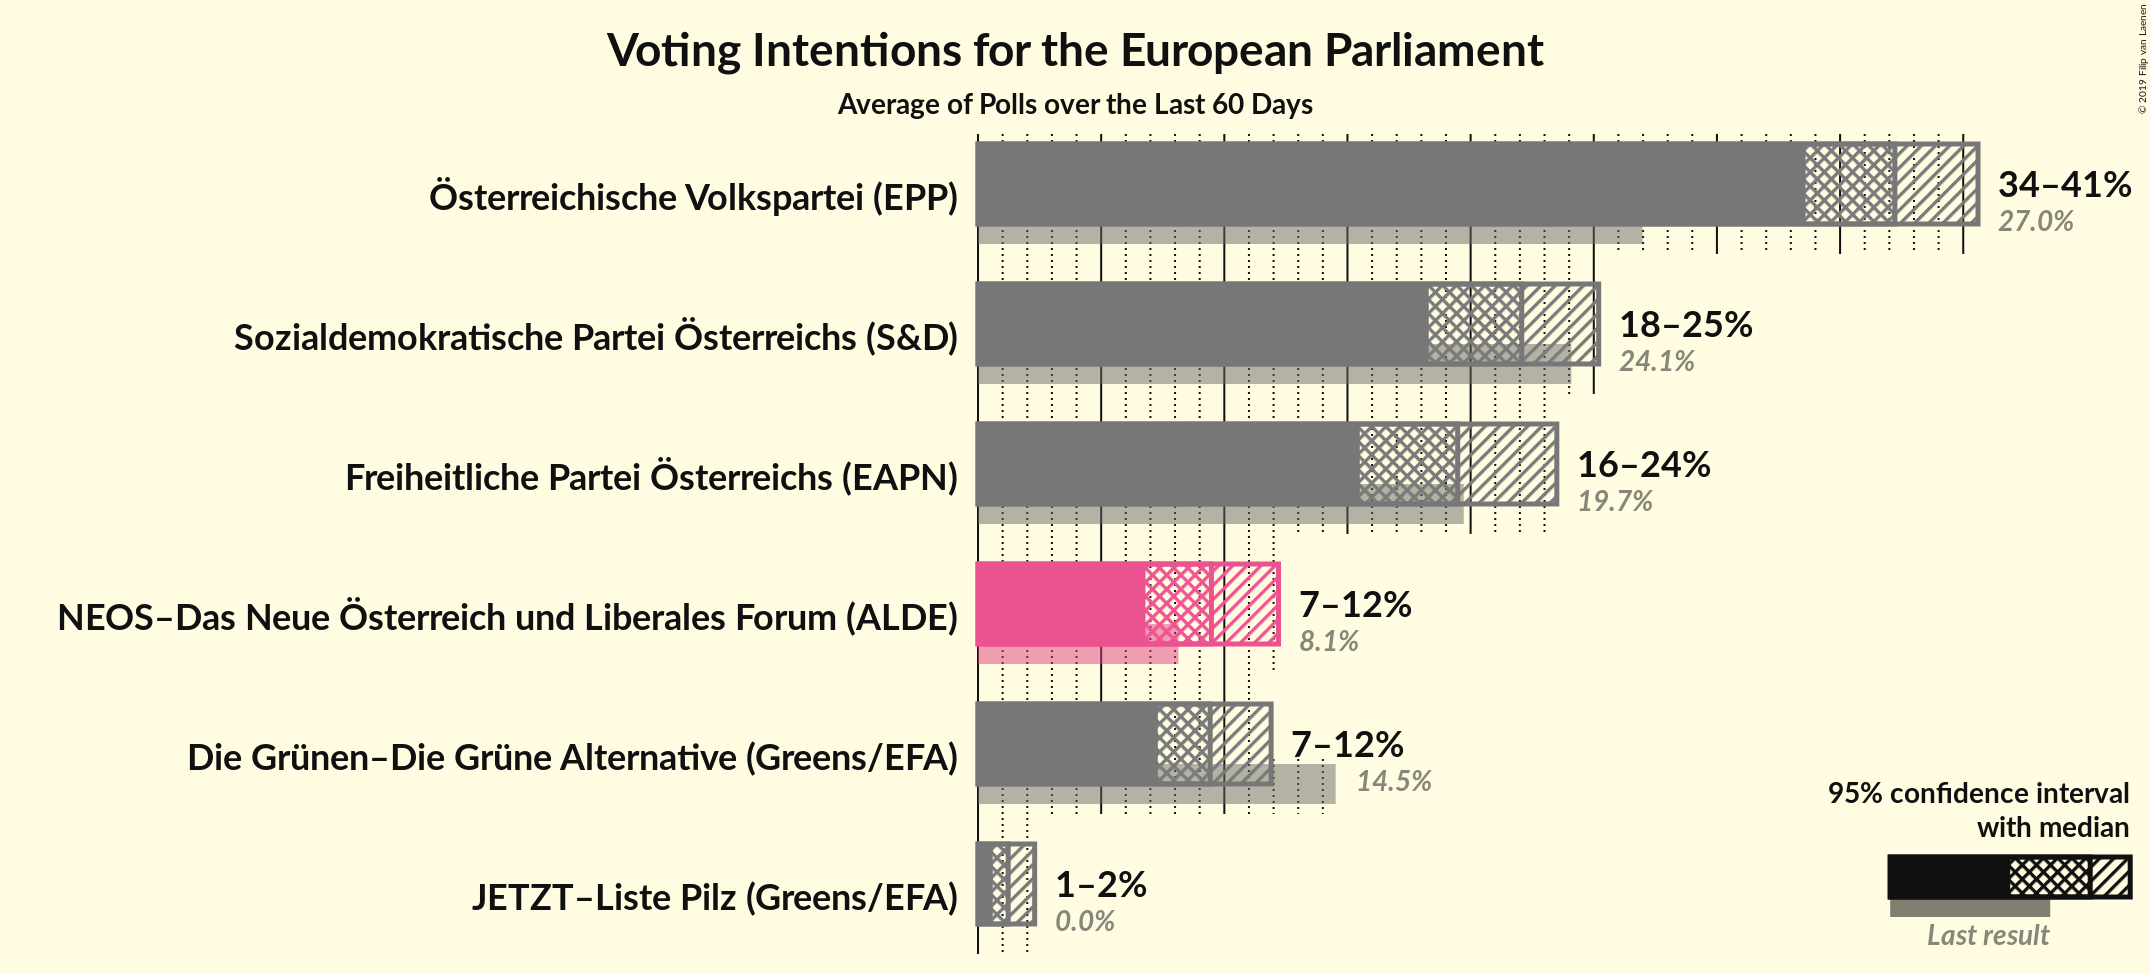 © 2019 Filip van Laenen
Voting Intentions for the European Parliament
Average of Polls over the Last 60 Days
Österreichische Volkspartei (EPP)
34–41%
27.0%
Sozialdemokratische Partei Österreichs (S&D)
18–25%
24.1%
Freiheitliche Partei Österreichs (EAPN)
16–24%
19.7%
NEOS–Das Neue Österreich und Liberales Forum (ALDE)
7–12%
8.1%
Die Grünen–Die Grüne Alternative (Greens/EFA)
7–12%
14.5%
JETZT–Liste Pilz (Greens/EFA)
1–2%
0.0%
95% confidence interval
with median
Last result